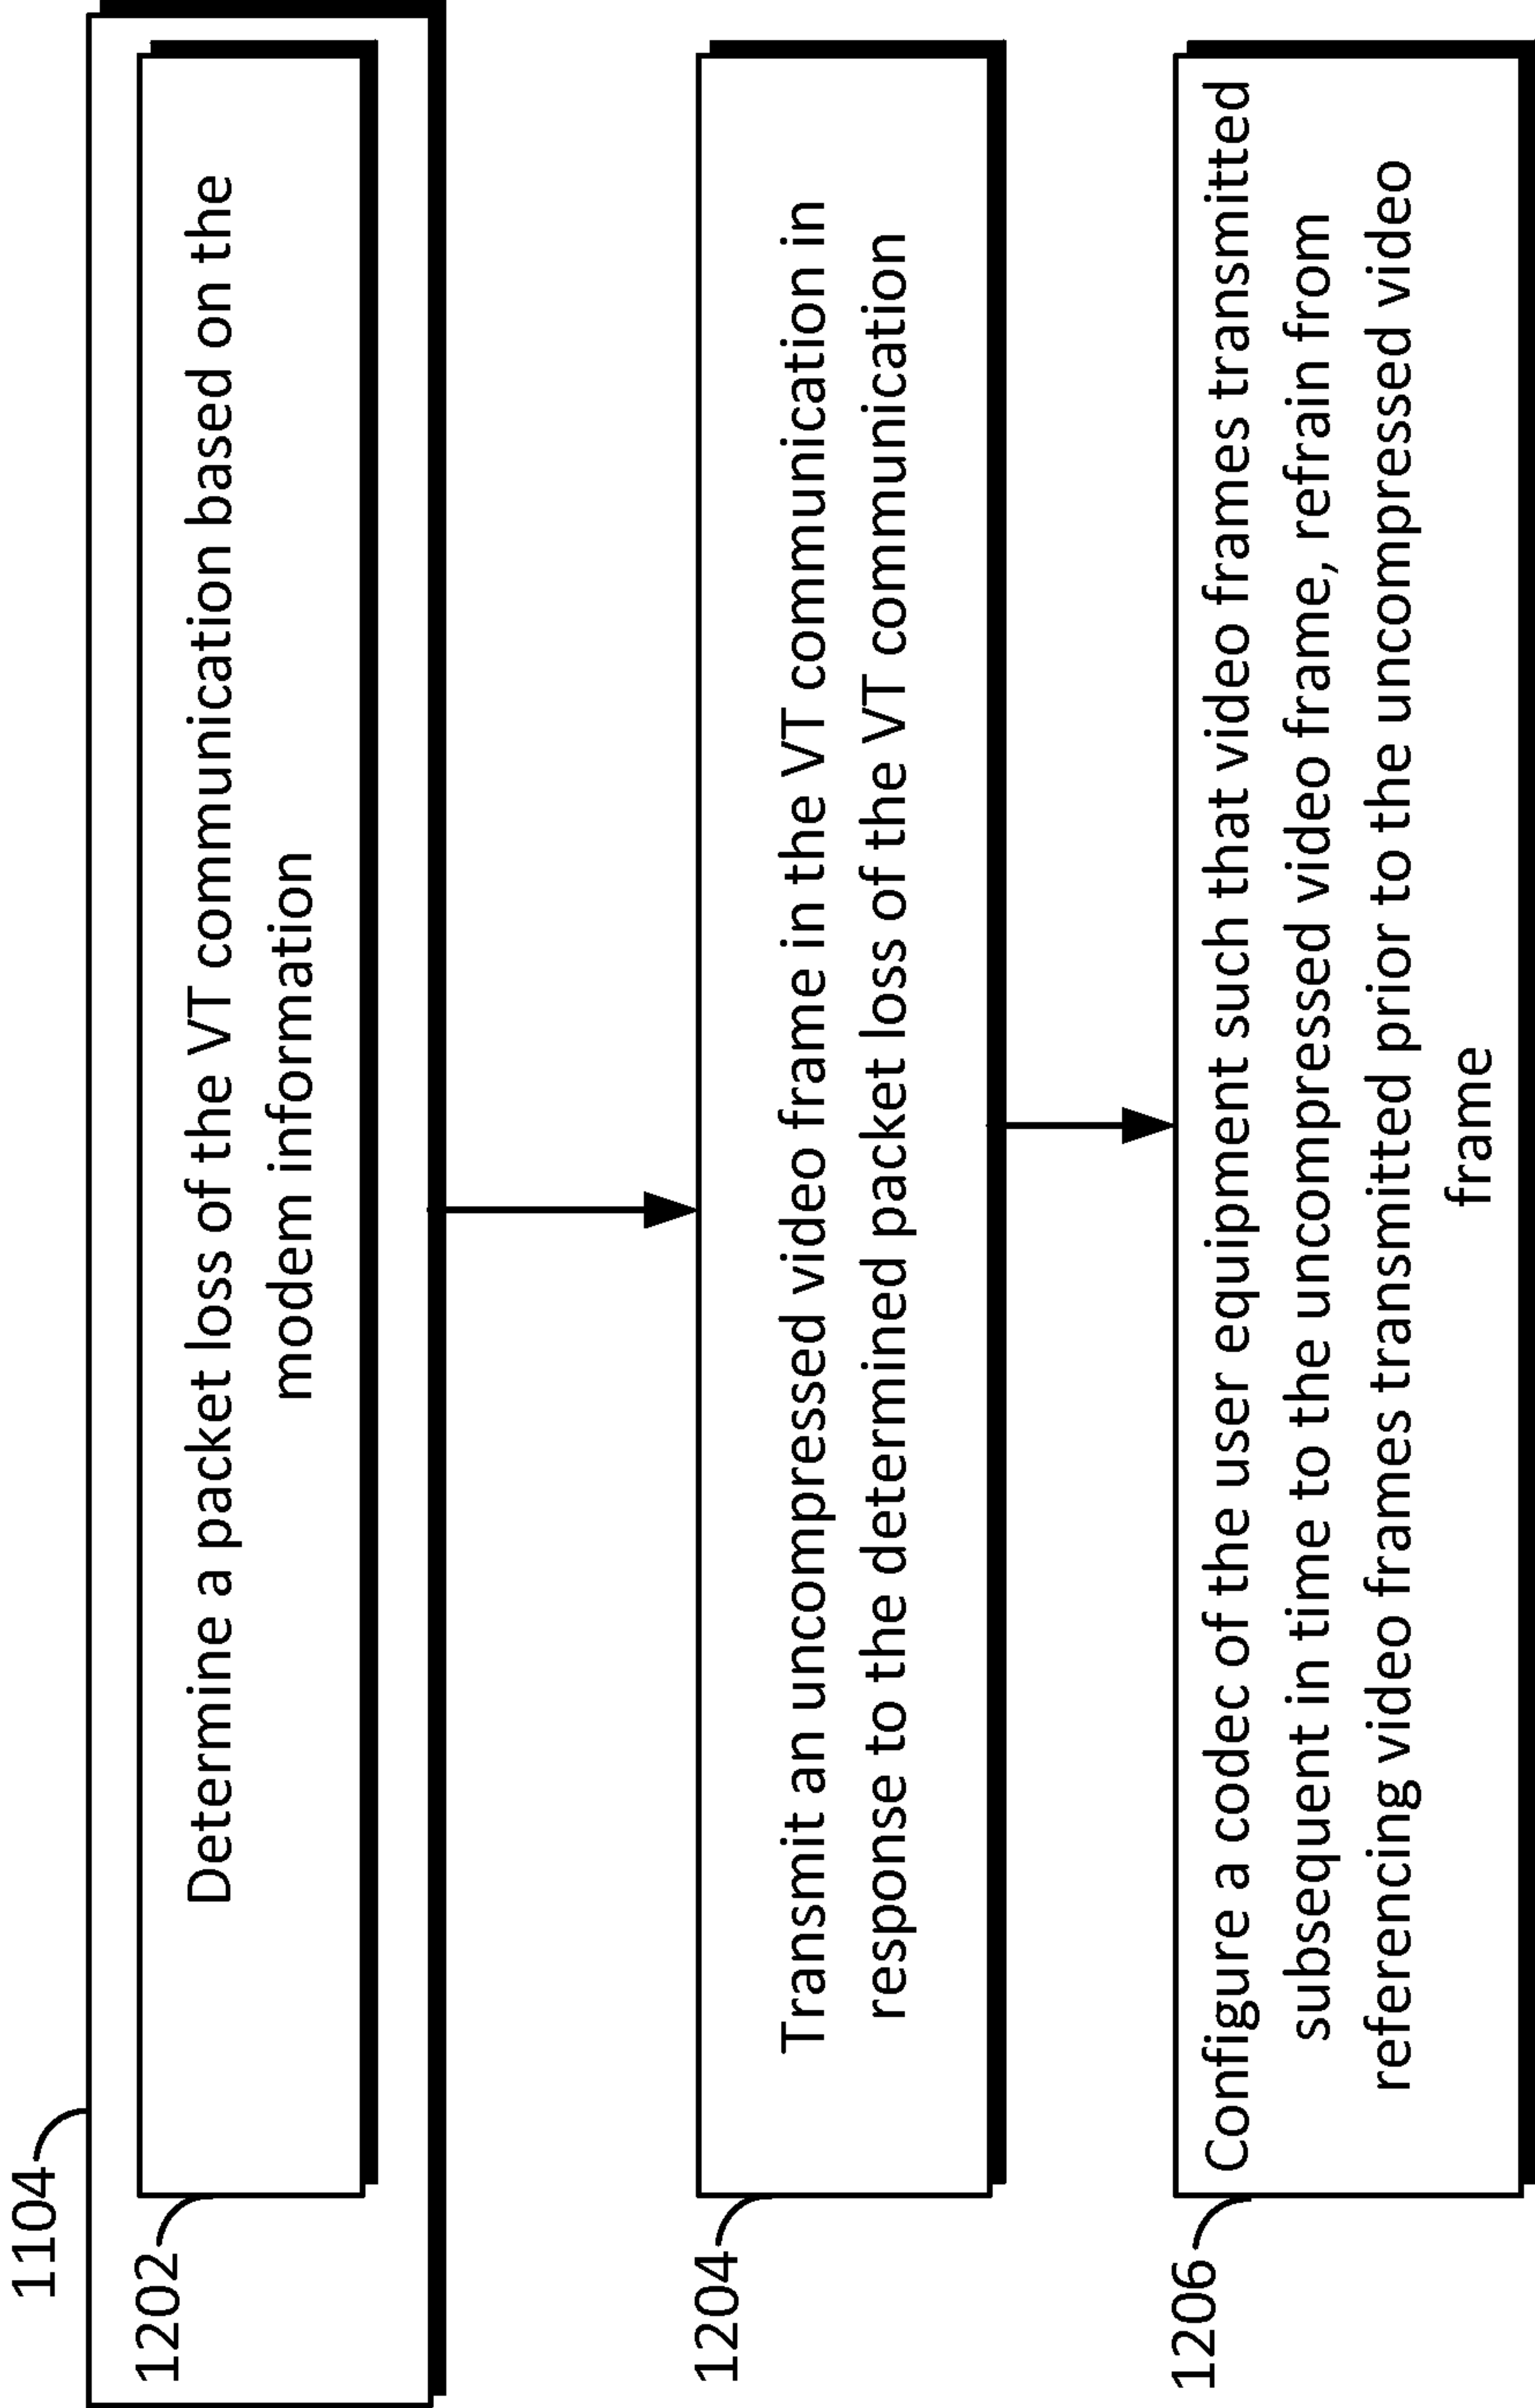 1104
1202
Determine a packet loss of the VT communication based on the
modem information
1204
Transmit an uncompressed video frame in the VT communication in
response to the determined packet loss of the VT communication
1206
Configure a codec of the user equipment such that video frames transmitted
subsequent in time to the uncompressed video frame, refrain from
referencing video frames transmitted prior to the uncompressed video
frame